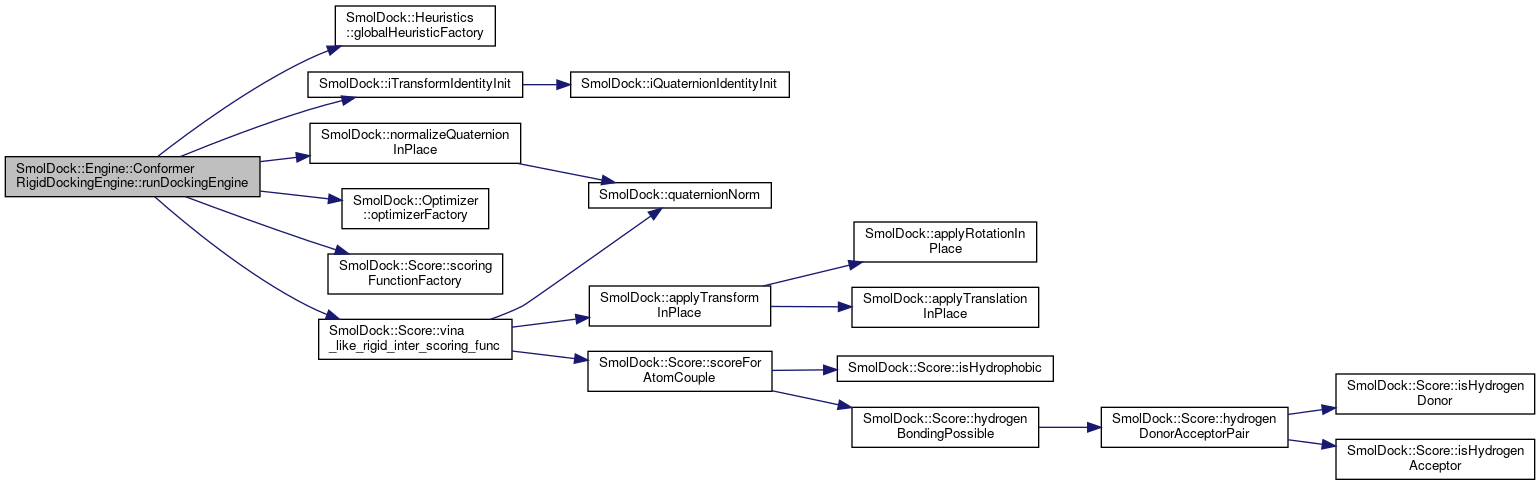 SmolDock::Engine::Conformer
RigidDockingEngine::runDockingEngine
SmolDock::Heuristics
::globalHeuristicFactory
SmolDock::iTransformIdentityInit
SmolDock::iQuaternionIdentityInit
SmolDock::normalizeQuaternion
InPlace
SmolDock::quaternionNorm
SmolDock::Optimizer
::optimizerFactory
SmolDock::Score::scoring
FunctionFactory
SmolDock::Score::vina
_like_rigid_inter_scoring_func
SmolDock::applyTransform
InPlace
SmolDock::applyRotationIn
Place
SmolDock::applyTranslation
InPlace
SmolDock::Score::scoreFor
AtomCouple
SmolDock::Score::isHydrophobic
SmolDock::Score::hydrogen
BondingPossible
SmolDock::Score::hydrogen
DonorAcceptorPair
SmolDock::Score::isHydrogen
Donor
SmolDock::Score::isHydrogen
Acceptor